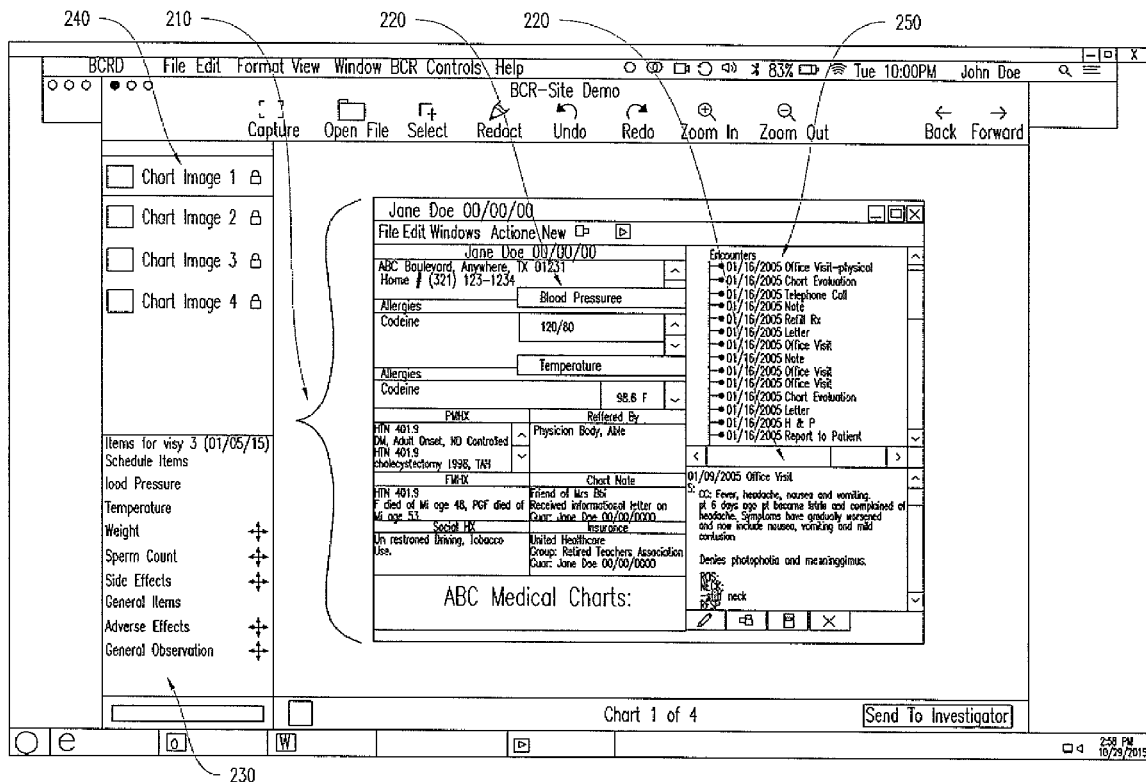 240 210 220 220 250
X
BCRD File Edit Format View Window BCR Controls Help 83% Tue 10:00PM John Doe
BCR-Site Demo
Capture Open File Select Redact Undo Redo Zoom In Zoom Out Back Forward
Chart Image 1
Chart Image 2
Chart Image 3
Chart Image 4
Items for visy 3 (01/05/15)
Schedule Items
lood Pressure
Temperature
Weight
Sperm Count
Side Effects
General Items
Adverse Effects
General Observation
Jane Doe 00/00/00
File Edit Windows Actione New
Jane Doe 00/00/00
ABC Boulevard, Anywhere, TX 01231
Home # (321) 123-1234
Blood Pressuree
Allergies
Codeine
120/80
Temperature
Allergies
Codeine
98.6 F
PMHX
HTN 401.9
DM, Adult Onset, NO Controlled
HTN 401.9
cholecystectomy 1998, TAH
Reffered By
Physicion Body, Able
FMHX
HTN 401.9
F died of Mi age 48, PGF died of
Mi age 53
Chart Note
Friend of Mrs Bbi
Received informational letter on
Guar: Jane Doe 00/00/0000
Social HX
Un restroned Driving, Tobacco
Use.
Insurance
United Healthcare
Group: Retired Teachers Association
Guar: Jane Doe 00/00/0000
ABC Medical Charts:
Encounters
01/16/2005 Office Visit-physical
01/16/2005 Chort Evaluation
01/16/2005 Telephone Call
01/16/2005 Note
01/16/2005 Refill Rx
01/16/2005 Letter
01/16/2005 Office Visit
01/16/2005 Note
01/16/2005 Office Visit
01/16/2005 Office Visit
01/16/2005 Chort Evaluation
01/16/2005 Letter
01/16/2005 H & P
01/16/2005 Report to Patient
01/09/2005 Office Visit
S:
CC: Fever, headache, nausea and vomiting.
pt 6 days ago pt became febrile and complained of
headache. Symptoms have gradually worsened
and now include nausea, vomiting and mild
contusion
Denies photopholia and meaninggimus.
ROS:
NECK:
-stiff neck
RESP:
Chart 1 of 4
Send To Investigator
e W
2:58 PM
10/29/2015
230